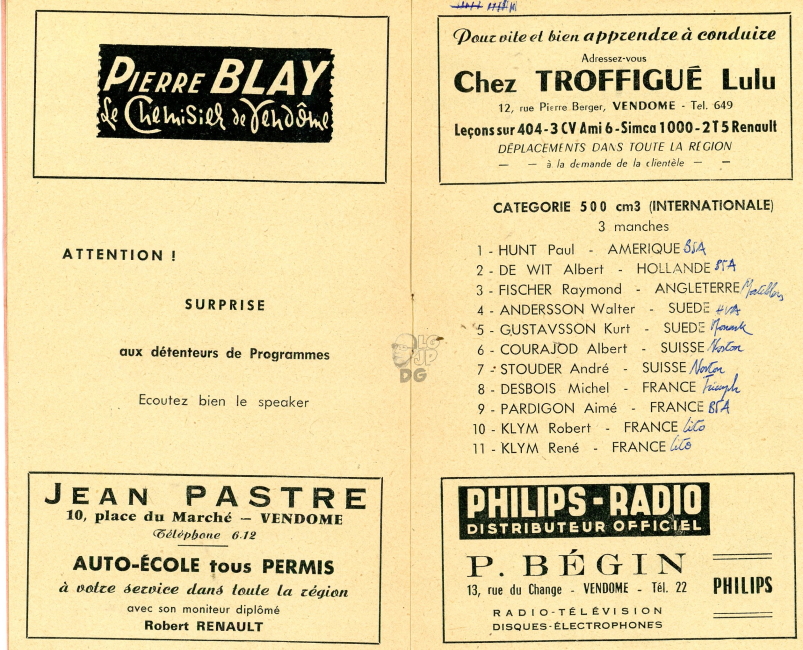 PIERRE BLAY
Le Chemisier de Vendôme
ATTENTION !
SURPRISE
aux détenteurs de Programmes
Ecoutez bien le speaker
JEAN PASTRE
10, place du Marché — VENDOME
Téléphone 6.12
AUTO-ÉCOLE tous PERMIS
à votre service dans toute la région
avec son moniteur diplômé
Robert RENAULT
Pour vite et bien apprendre à conduire
Adressez-vous
Chez TROFFIGUÉ Lulu
12, rue Pierre Berger, VENDOME - Tel. 649
Leçons sur 404 - 3 CV Ami 6 - Simca 1000 - 2 T 5 Renault
DÉPLACEMENTS DANS TOUTE LA RÉGION
— — à la demande de la clientèle — —
CATEGORIE 500 cm3 (INTERNATIONALE)
3 manches
1 - HUNT Paul - AMERIQUE BSA
2 - DE WIT Albert - HOLLANDE BSA
3 - FISCHER Raymond - ANGLETERRE
4 - ANDERSSON Walter - SUEDE HVA
5 - GUSTAVSSON Kurt - SUEDE Monark
6 - COURAJOD Albert - SUISSE Norton
7 - STOUDER André - SUISSE Norton
8 - DESBOIS Michel - FRANCE Triumph
9 - PARDIGON Aimé - FRANCE BSA
10 - KLYM Robert - FRANCE Lito
11 - KLYM René - FRANCE Lito
LGJP
DG
PHILIPS-RADIO
DISTRIBUTEUR OFFICIEL
P. BÉGIN
13, rue du Change - VENDOME - Tél. 22
PHILIPS
RADIO-TÉLÉVISION
DISQUES-ÉLECTROPHONES